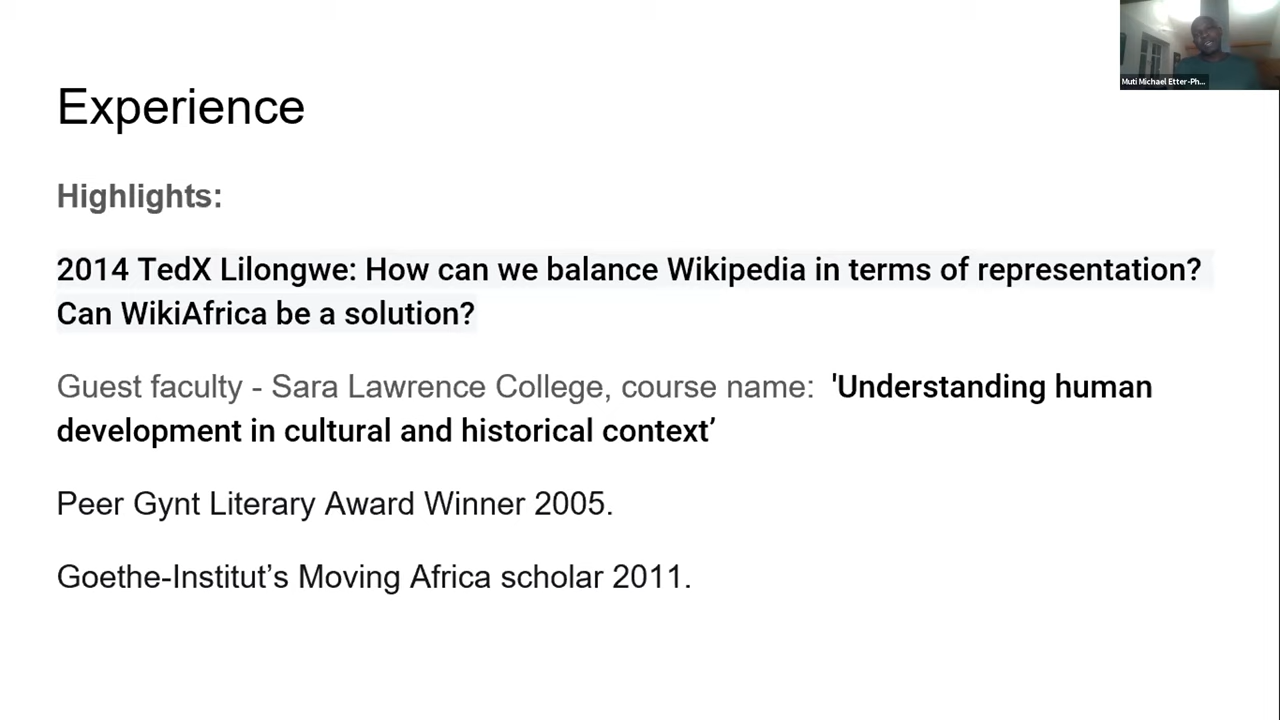 Muti Michael Etter-Ph...
Experience
Highlights:
2014 TedX Lilongwe: How can we balance Wikipedia in terms of representation?
Can WikiAfrica be a solution?
Guest faculty - Sara Lawrence College, course name: 'Understanding human
development in cultural and historical context’
Peer Gynt Literary Award Winner 2005.
Goethe-Institut’s Moving Africa scholar 2011.